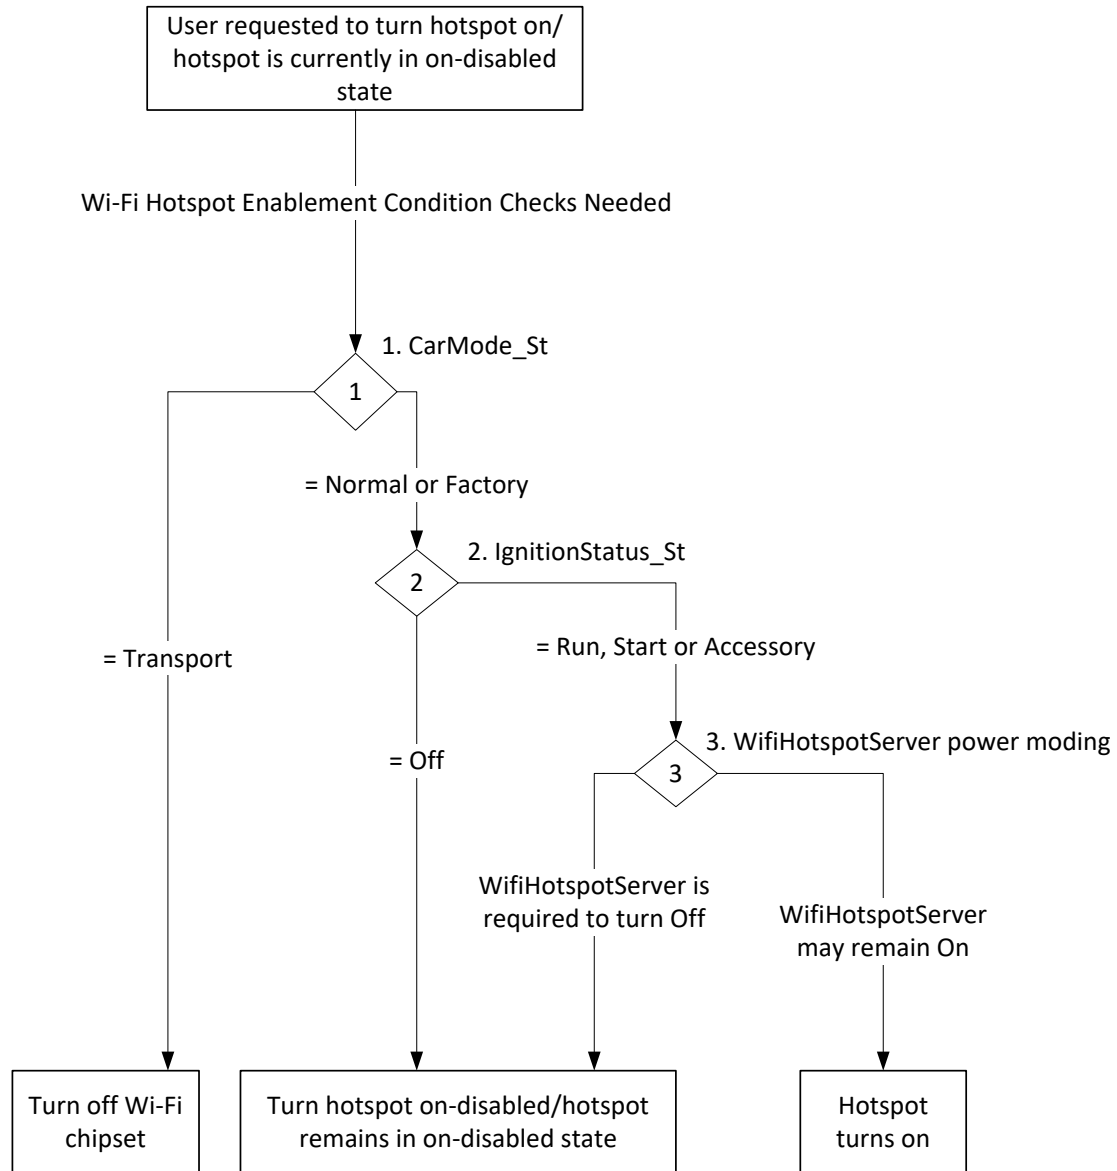 User requested to turn hotspot on/
hotspot is currently in on-disabled
state
Wi-Fi Hotspot Enablement Condition Checks Needed
1. CarMode_St
1
= Normal or Factory
2. IgnitionStatus_St
2
= Transport
= Run, Start or Accessory
3. WifiHotspotServer power moding
= Off
3
WifiHotspotServer is
required to turn Off
WifiHotspotServer
may remain On
Turn off Wi-Fi
chipset
Turn hotspot on-disabled/hotspot
remains in on-disabled state
Hotspot
turns on